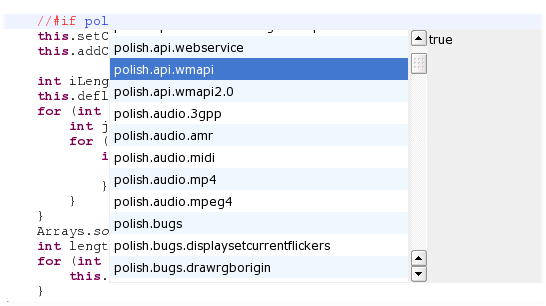 //#if pol
this.setC
polish.api.webservice
true
this.addC
polish.api.wmapi
int iLeng
polish.api.wmapi2.0
this.defl
for (int
polish.audio.3gpp
int j
polish.audio.amr
for (
polish.audio.midi
i
polish.audio.mp4
}
polish.audio.mpeg4
}
}
polish.bugs
Arrays.so
int lengt
polish.bugs.displaysetcurrentflickers
for (int
polish.bugs.drawrgborigin
this.
}